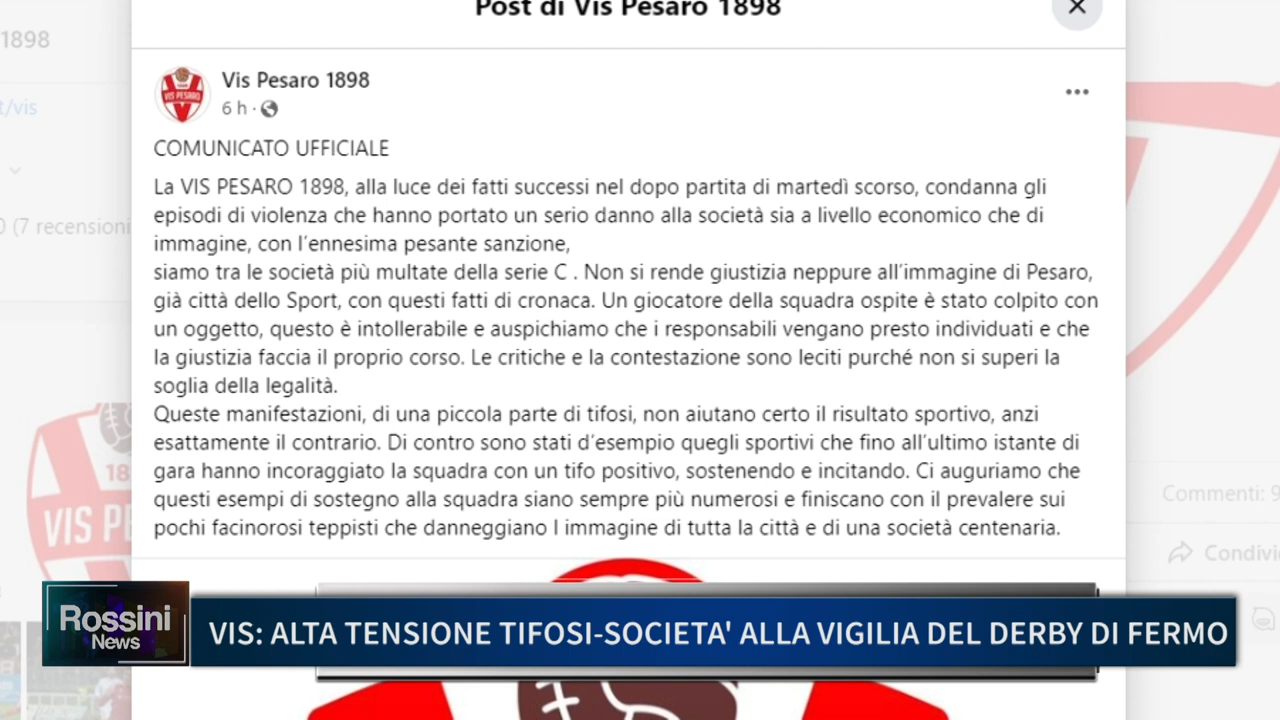 Post di Vis Pesaro 1898
1898
Vis Pesaro 1898
6 h ·
t/vis
COMUNICATO UFFICIALE
La VIS PESARO 1898, alla luce dei fatti successi nel dopo partita di martedì scorso, condanna gli
episodi di violenza che hanno portato un serio danno alla società sia a livello economico che di
0 (7 recensioni
immagine, con l'ennesima pesante sanzione,
siamo tra le società più multate della serie C . Non si rende giustizia neppure all'immagine di Pesaro,
già città dello Sport, con questi fatti di cronaca. Un giocatore della squadra ospite è stato colpito con
un oggetto, questo è intollerabile e auspichiamo che i responsabili vengano presto individuati e che
la giustizia faccia il proprio corso. Le critiche e la contestazione sono leciti purché non si superi la
soglia della legalità.
Queste manifestazioni, di una piccola parte di tifosi, non aiutano certo il risultato sportivo, anzi
esattamente il contrario. Di contro sono stati d'esempio quegli sportivi che fino all'ultimo istante di
gara hanno incoraggiato la squadra con un tifo positivo, sostenendo e incitando. Ci auguriamo che
questi esempi di sostegno alla squadra siano sempre più numerosi e finiscano con il prevalere sui
pochi facinorosi teppisti che danneggiano l immagine di tutta la città e di una società centenaria.
VIS PESARO
18
VIS PE
Commenti: 9
Condivi
Rossini
News
VIS: ALTA TENSIONE TIFOSI-SOCIETA' ALLA VIGILIA DEL DERBY DI FERMO